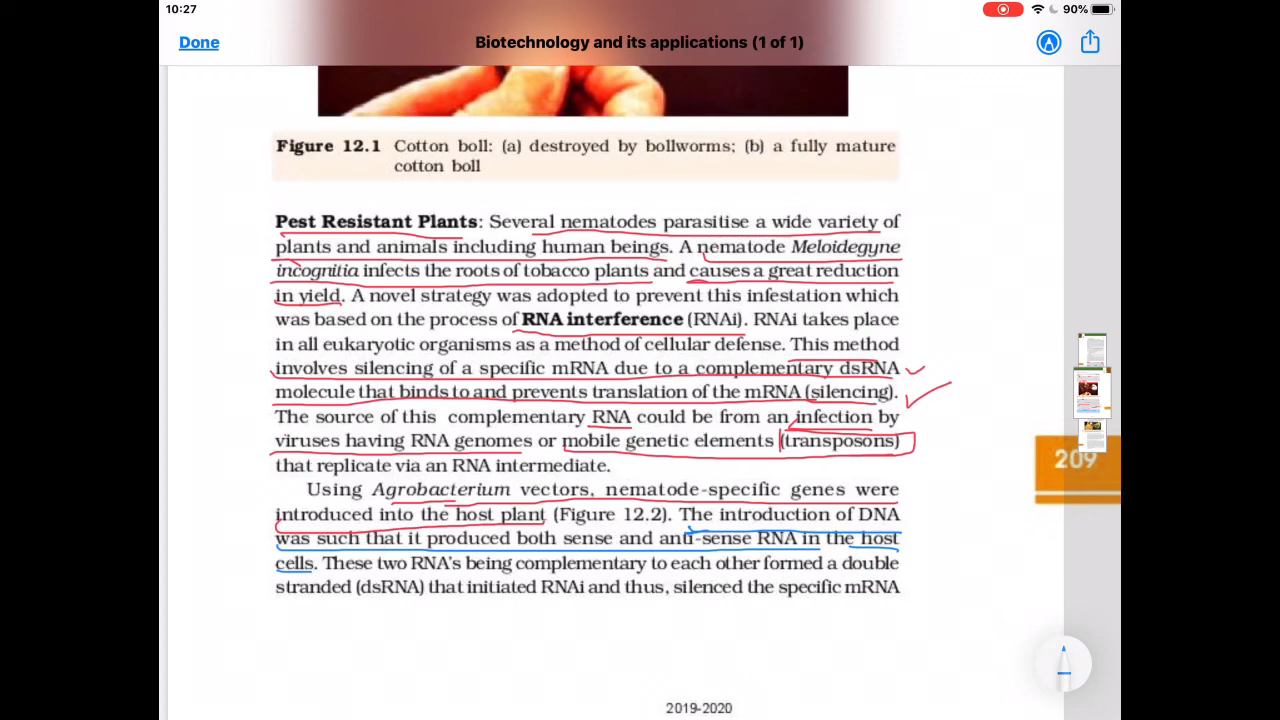 10:27
90%
Done
Biotechnology and its applications (1 of 1)
Figure 12.1 Cotton boll: (a) destroyed by bollworms; (b) a fully mature
cotton boll
Pest Resistant Plants: Several nematodes parasitise a wide variety of
plants and animals including human beings. A nematode Meloidegyne
incognitia infects the roots of tobacco plants and causes a great reduction
in yield. A novel strategy was adopted to prevent this infestation which
was based on the process of RNA interference (RNAi). RNAi takes place
in all eukaryotic organisms as a method of cellular defense. This method
involves silencing of a specific mRNA due to a complementary dsRNA
molecule that binds to and prevents translation of the mRNA (silencing).
The source of this complementary RNA could be from an infection by
viruses having RNA genomes or mobile genetic elements (transposons)
that replicate via an RNA intermediate.
209
Using Agrobacterium vectors, nematode-specific genes were
introduced into the host plant (Figure 12.2). The introduction of DNA
was such that it produced both sense and anti-sense RNA in the host
cells. These two RNA's being complementary to each other formed a double
stranded (dsRNA) that initiated RNAi and thus, silenced the specific mRNA
2019-2020